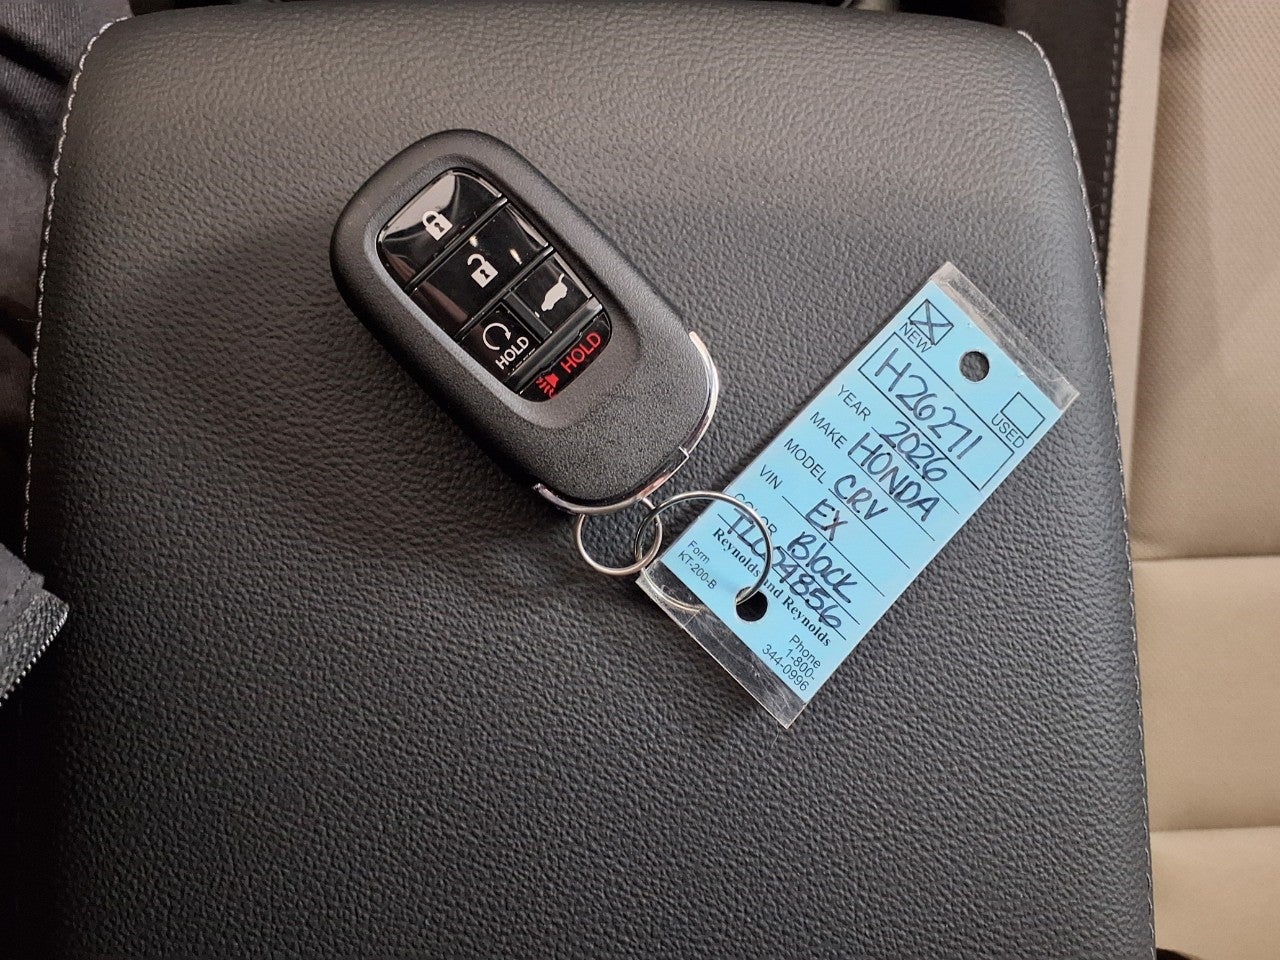 HOLD
HOLD
NEW
USED
H26271
YEAR 2026
MAKE HONDA
MODEL CRV
VIN EX
COLOR Black
Reynolds and Reynolds
Form
KT-200-B
Phone
1-800-
344-0996